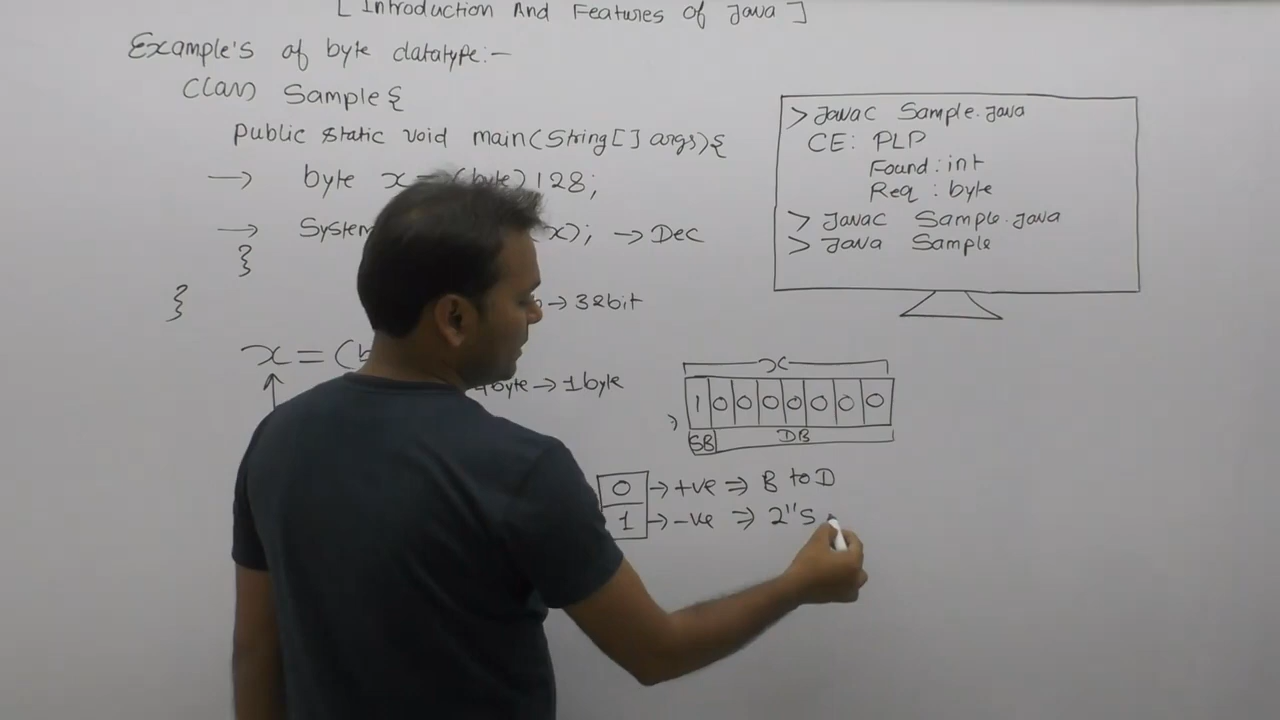 [ Introduction And Features Of Java ]
Example's of byte datatype:-
Class Sample {
public static void main(String[] args){
→ byte x = (byte) 128;
→ System (x); → Dec
}
}
→ 32bit
x = (b
byte → 1byte
> Javac Sample.java
CE: PLP
Found: int
Req : byte
> Javac Sample.java
> Java Sample
x
1 0 0 0 0 0 0 0
SB DB
0 → +ve ⇒ B to D
1 → -ve ⇒ 2"s